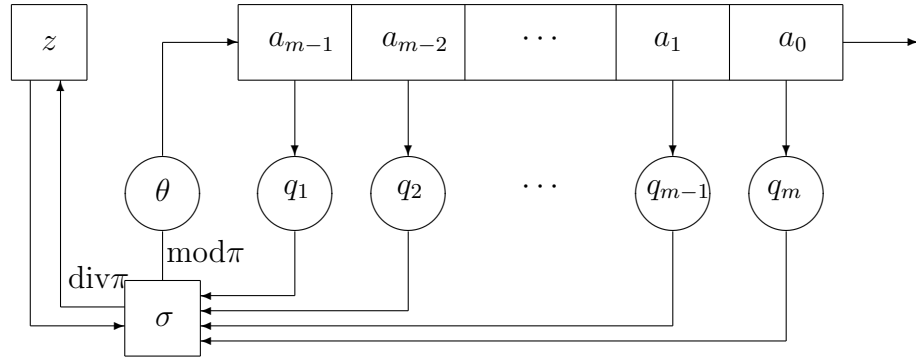 z a_{m−1} a_{m−2} ··· a_1 a_0
θ q_1 q_2 ··· q_{m−1} q_m
modπ
divπ
σ